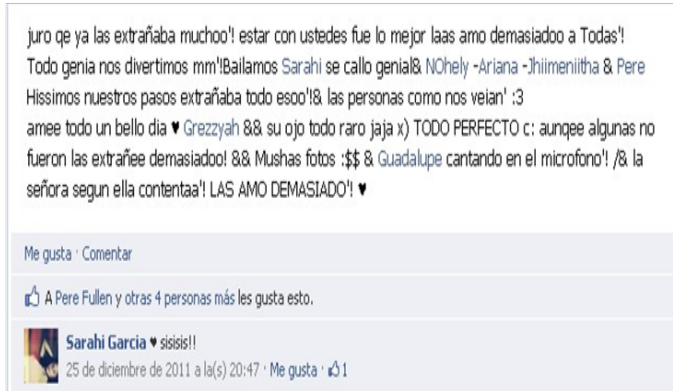 juro qe ya las extrañaba muchoo'! estar con ustedes fue lo mejor laas amo demasiadoo a Todas'!
Todo genia nos divertimos mm'!Bailamos Sarahi se callo genial& NOhely -Ariana -Jhiimeniitha & Pere
Hissimos nuestros pasos extrañaba todo esoo'!& las personas como nos veian' :3
amee todo un bello dia ♥ Grezzyah && su ojo todo raro jaja x) TODO PERFECTO c: aunqee algunas no
fueron las extrañee demasiadoo! && Mushas fotos :$$ & Guadalupe cantando en el microfono'! /& la
señora segun ella contentaa'! LAS AMO DEMASIADO'! ♥
Me gusta · Comentar
A Pere Fullen y otras 4 personas más les gusta esto.
Sarahi Garcia ♥ sisisis!!
25 de diciembre de 2011 a la(s) 20:47 · Me gusta · 1